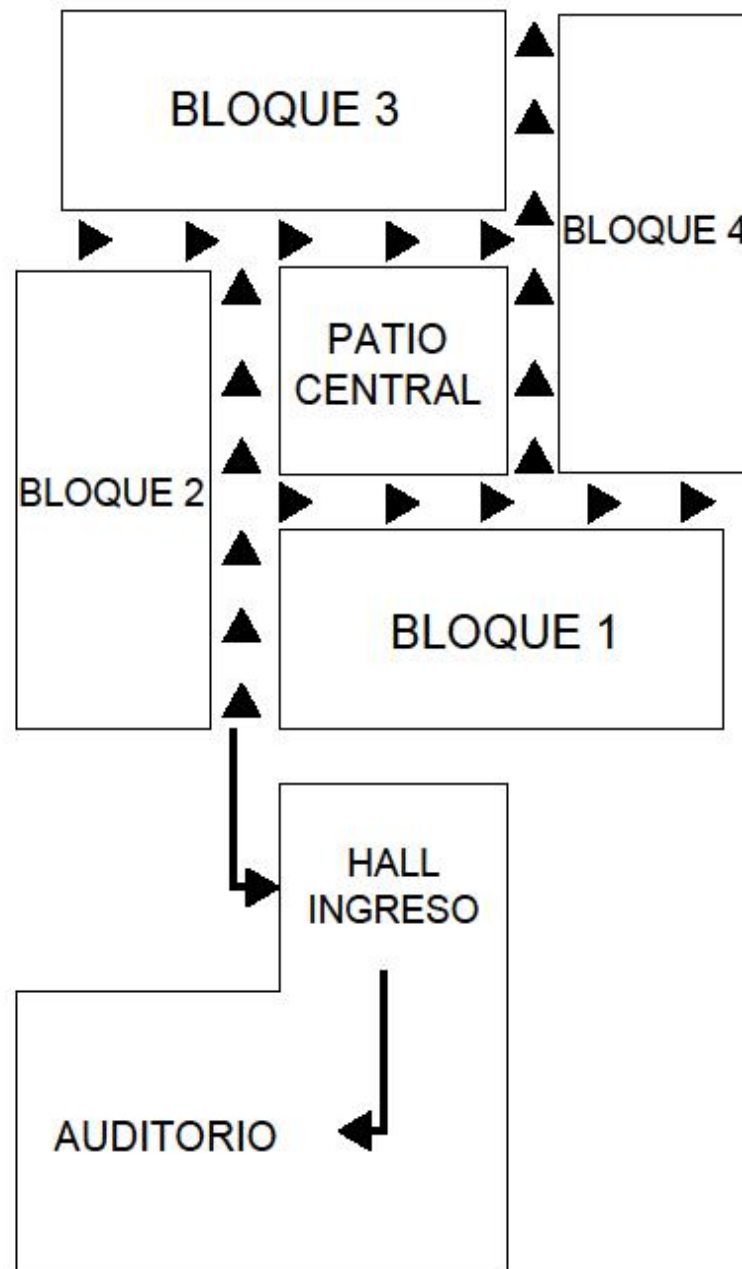 BLOQUE 3
BLOQUE 4
PATIO
CENTRAL
BLOQUE 2
BLOQUE 1
HALL
INGRESO
AUDITORIO